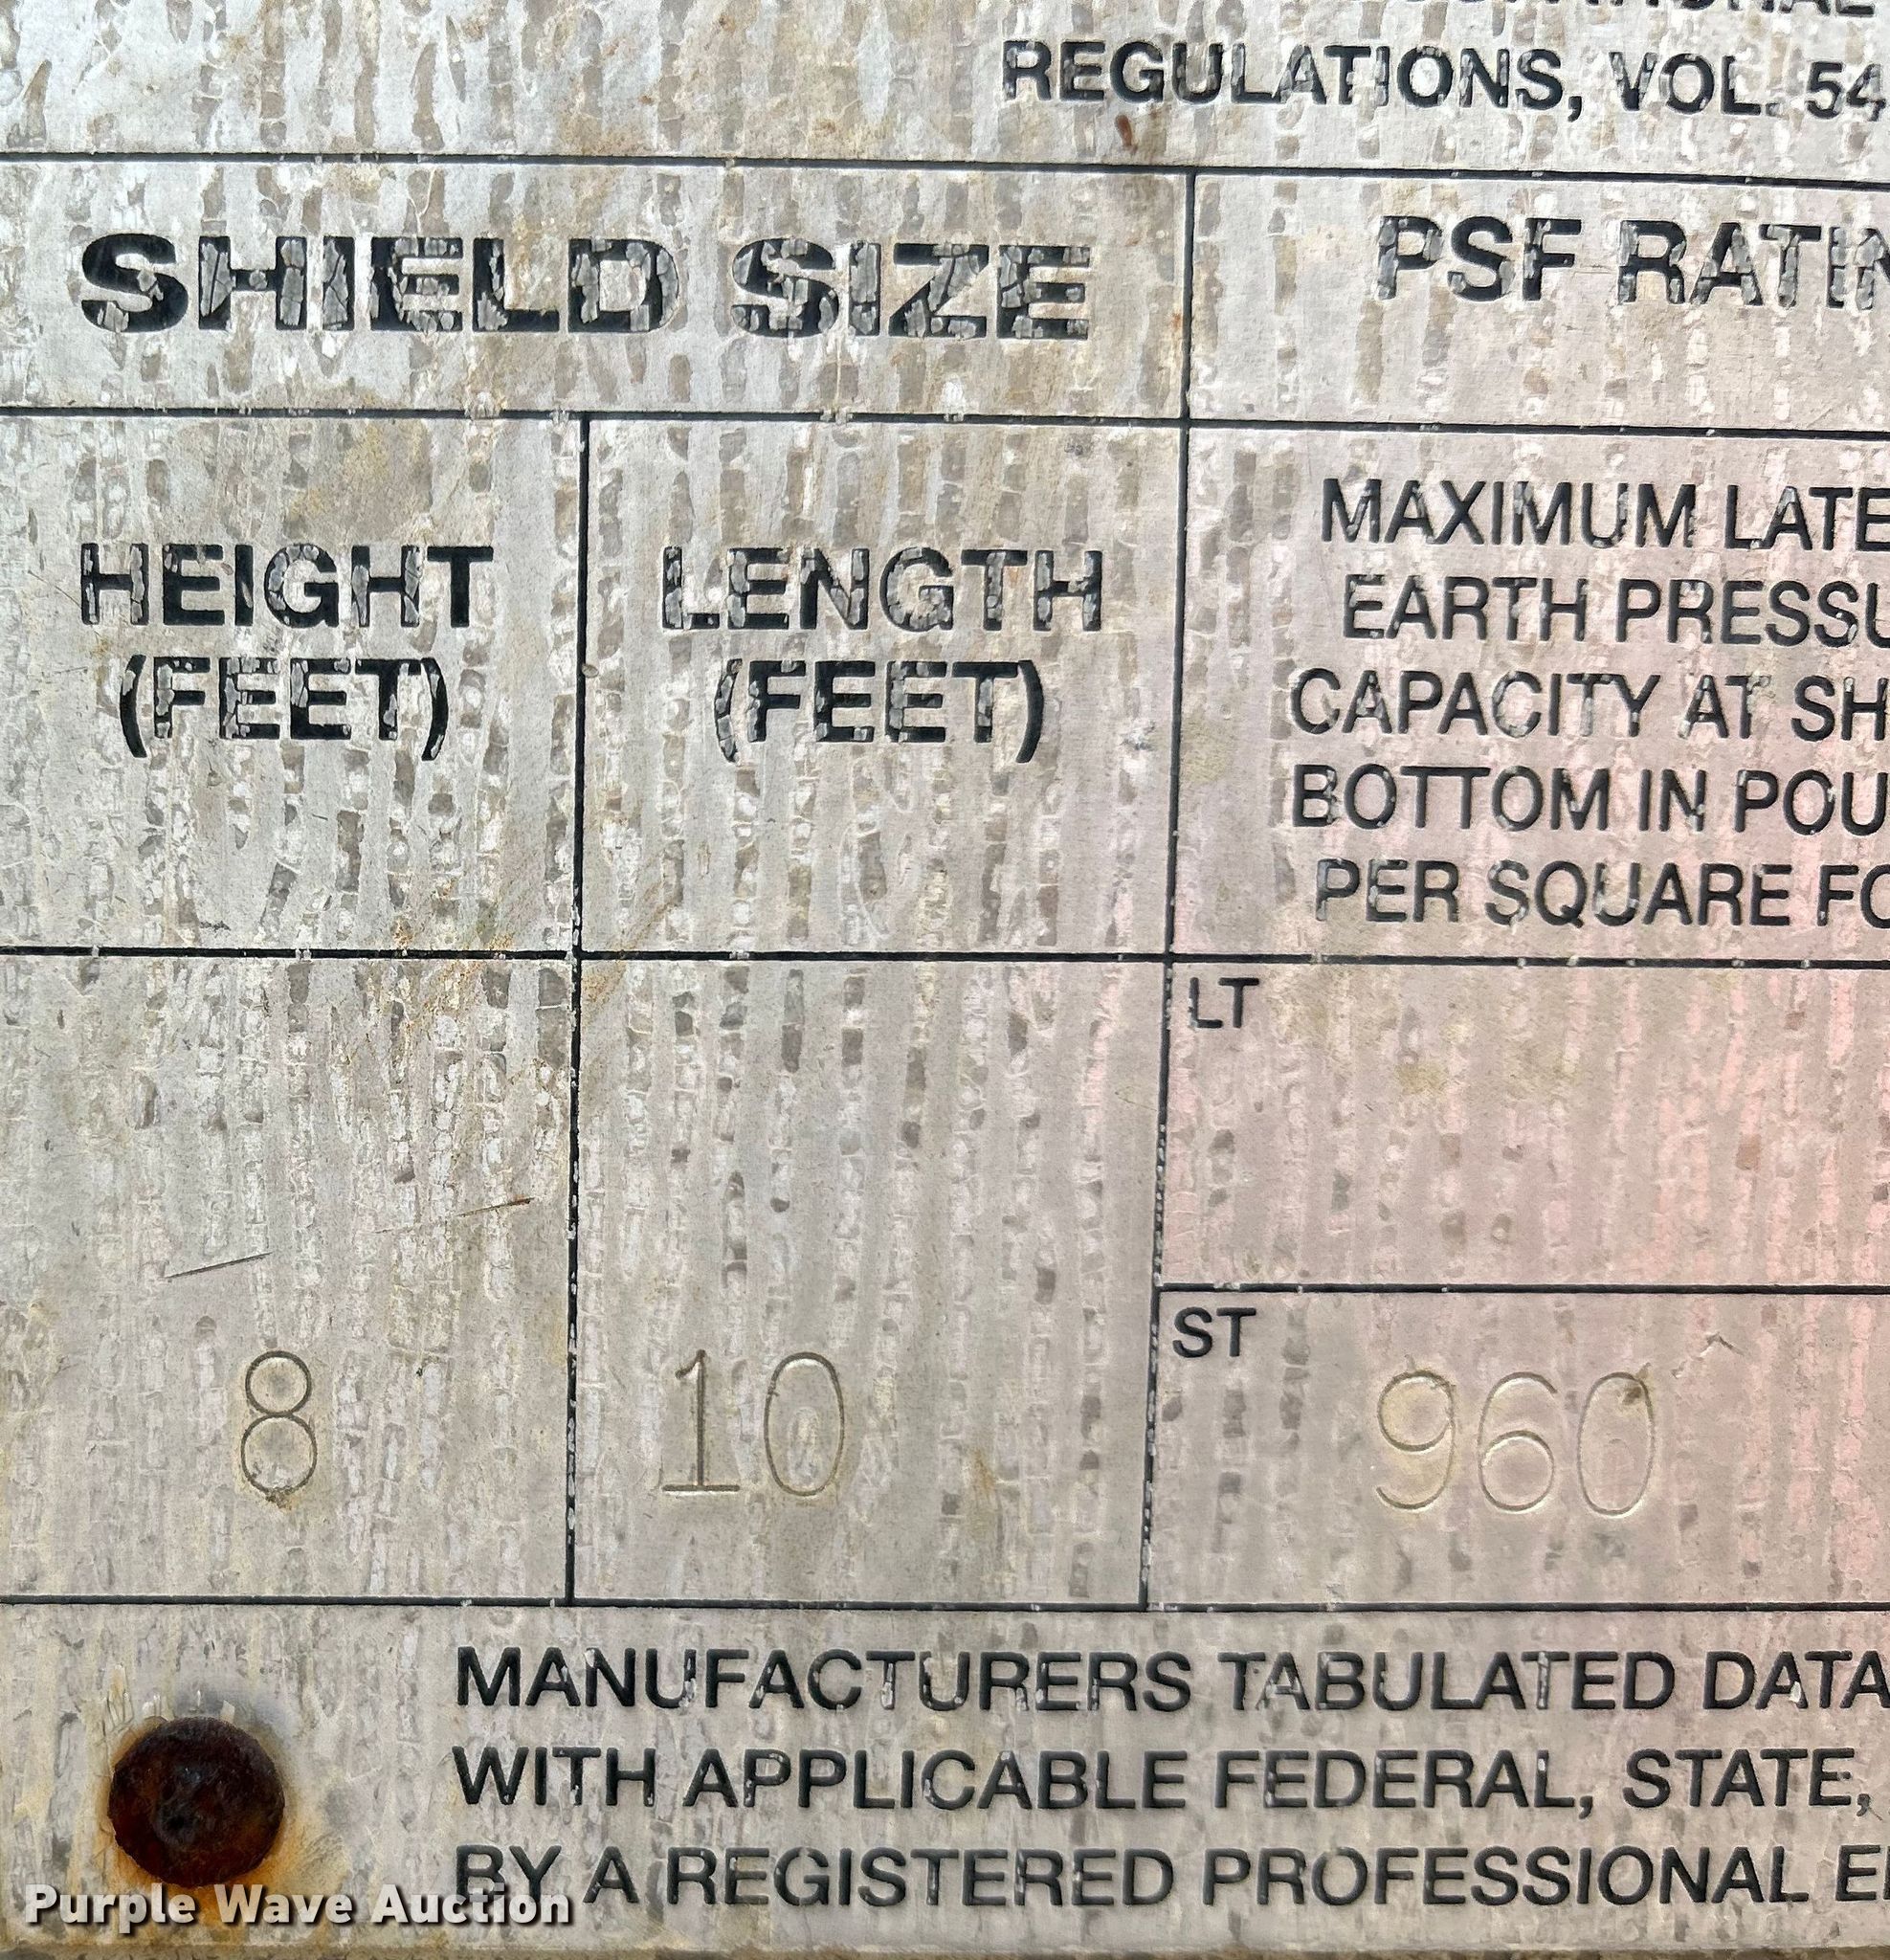 REGULATIONS, VOL. 54
SHIELD SIZE
PSF RATIN
HEIGHT
(FEET)
LENGTH
(FEET)
MAXIMUM LATE
EARTH PRESSU
CAPACITY AT SH
BOTTOM IN POU
PER SQUARE FO
LT
8
10
ST
960
MANUFACTURERS TABULATED DATA
WITH APPLICABLE FEDERAL, STATE,
BY A REGISTERED PROFESSIONAL E
Purple Wave Auction